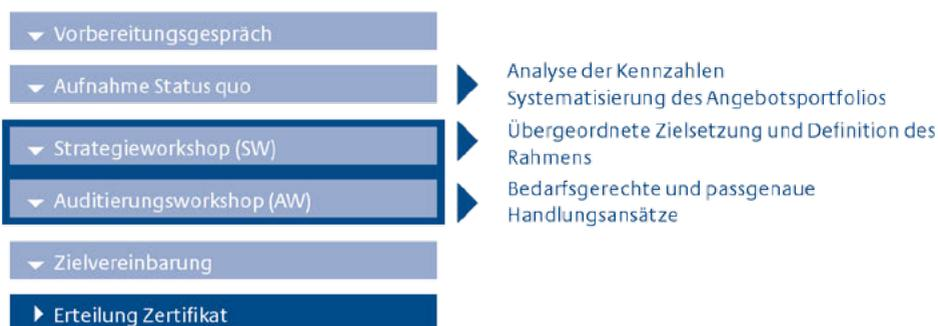 Vorbereitungsgespräch
Aufnahme Status quo
Analyse der Kennzahlen
Systematisierung des Angebotsportfolios
Strategieworkshop (SW)
Übergeordnete Zielsetzung und Definition des
Rahmens
Auditierungsworkshop (AW)
Bedarfsgerechte und passgenaue
Handlungsansätze
Zielvereinbarung
Erteilung Zertifikat